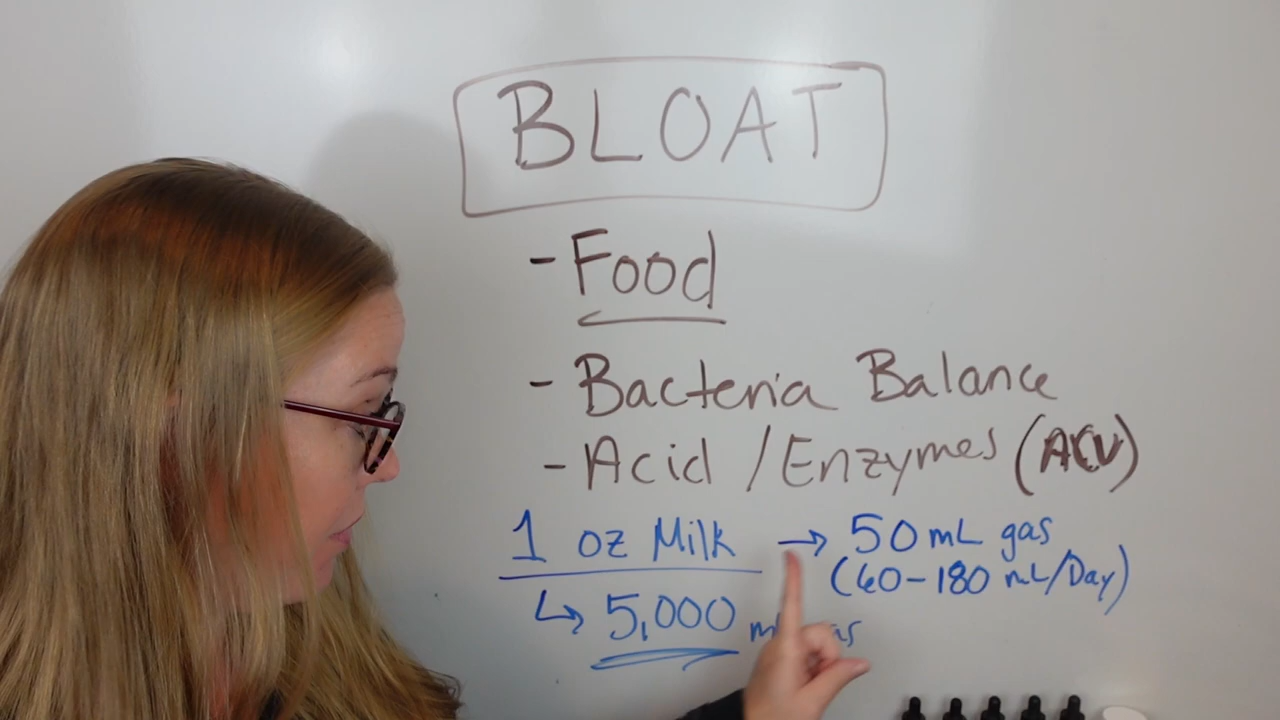 BLOAT
- Food
- Bacteria Balance
- Acid / Enzymes (ACV)
1 oz Milk → 50 mL gas
(60-180 mL/Day)
↳ 5,000